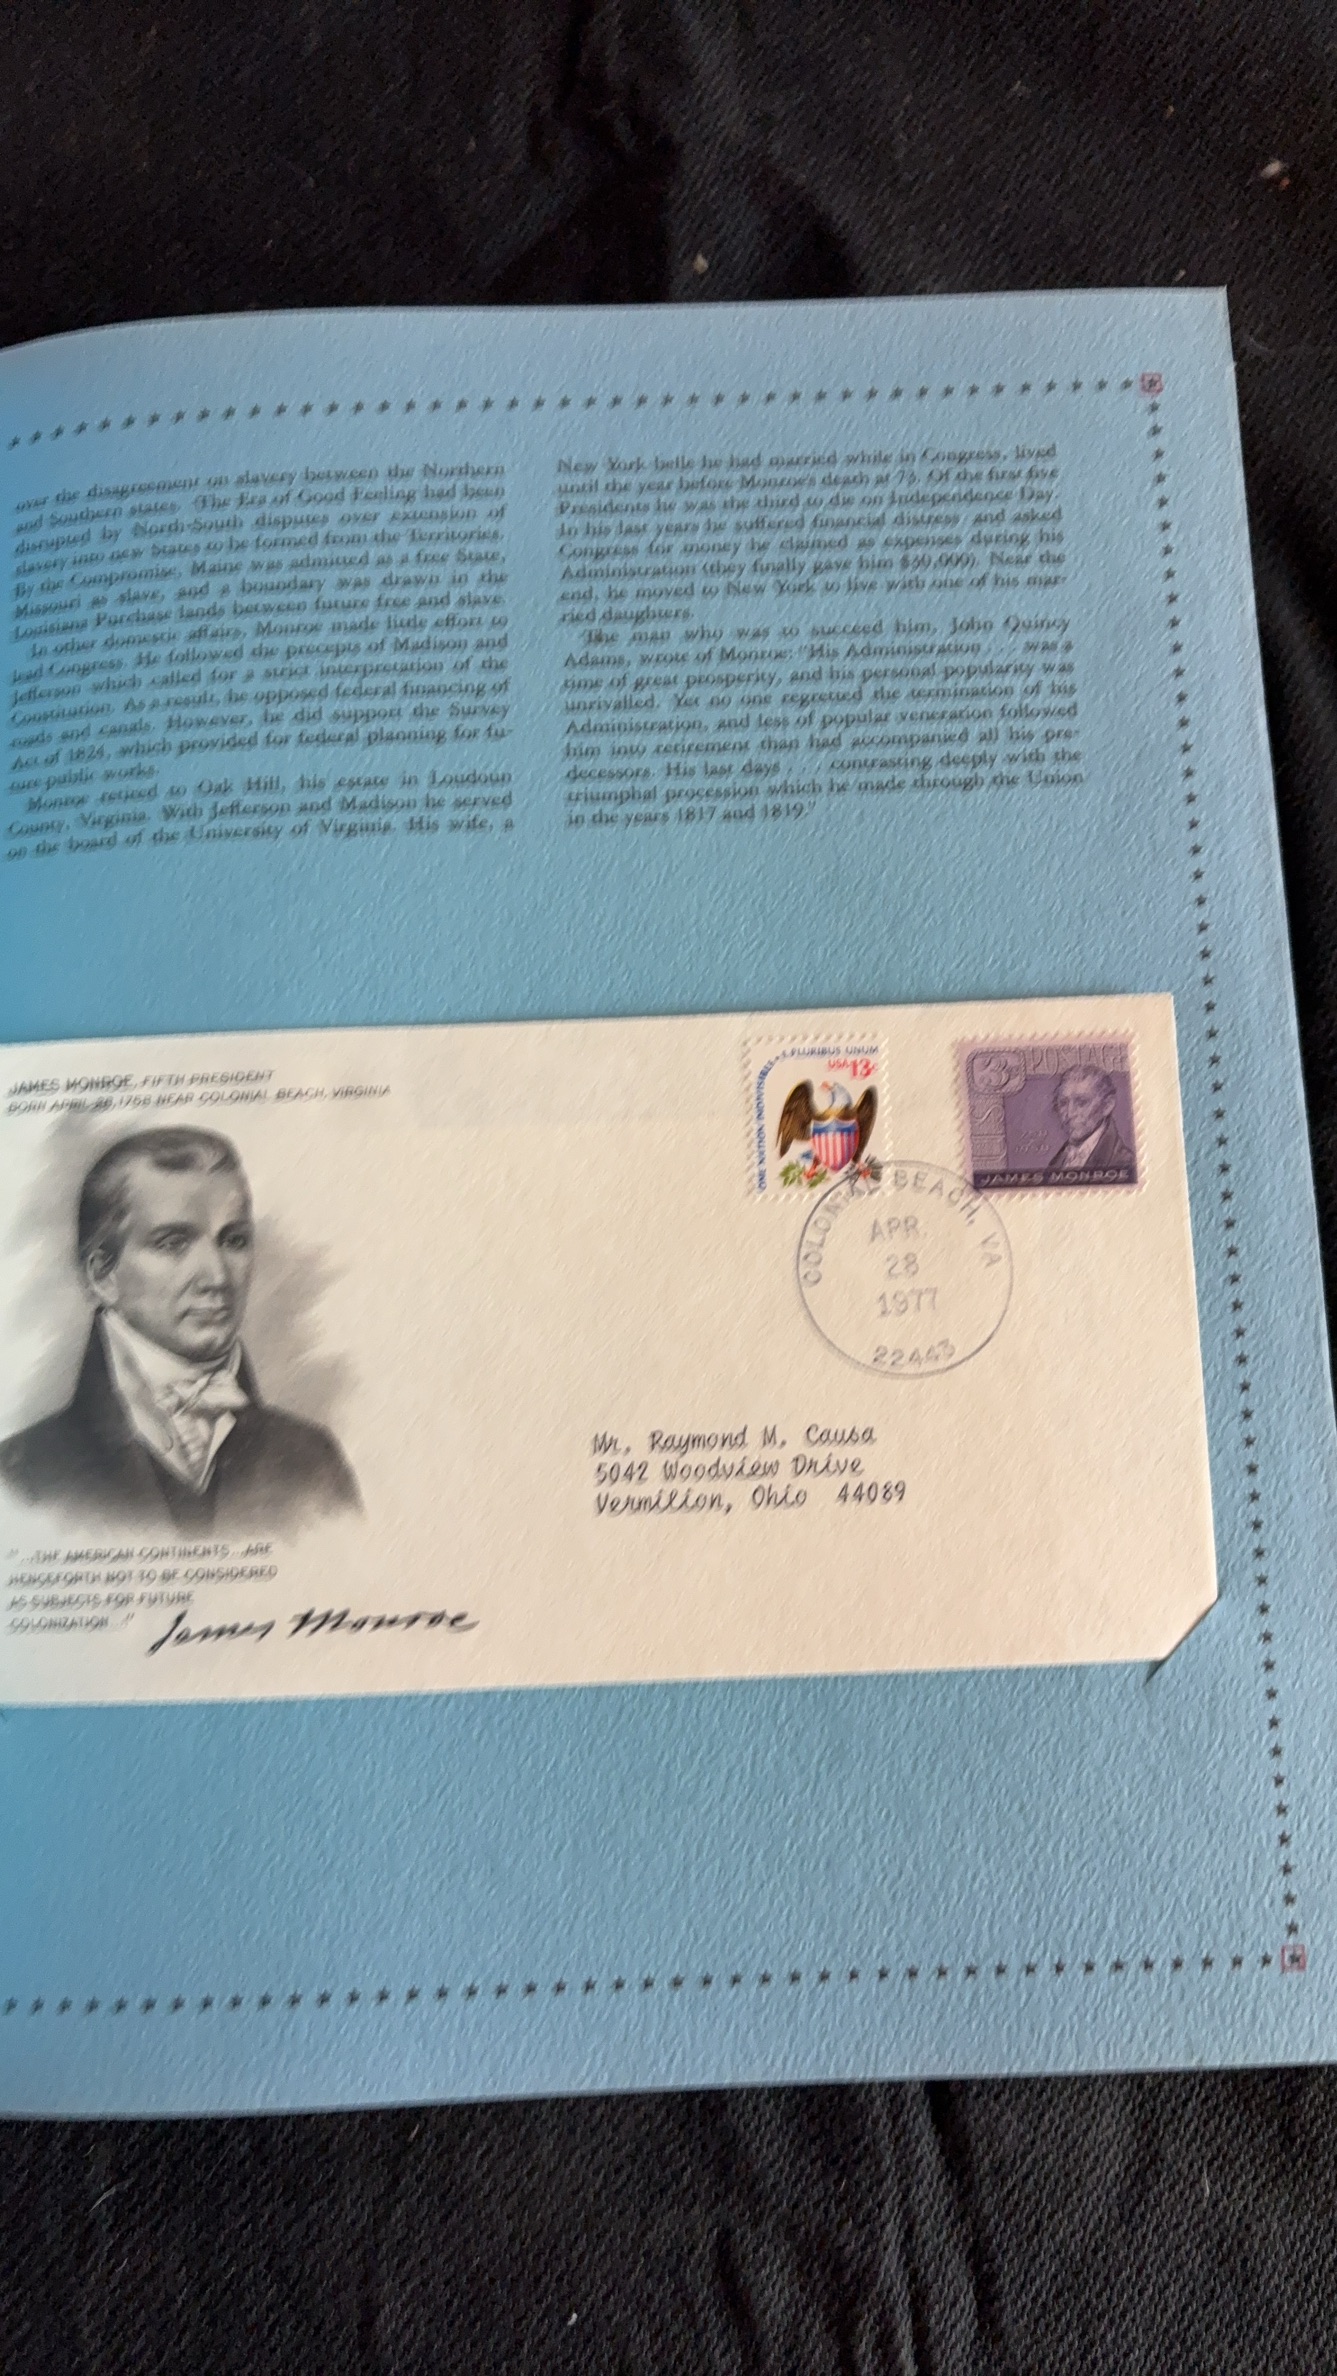 over the disagreement on slavery between the Northern
and Southern states. (The Era of Good Feeling had been
disrupted by North-South disputes over extension of
slavery into new States to be formed from the Territories.
By the Compromise, Maine was admitted as a free State,
Missouri as slave, and a boundary was drawn in the
Louisiana Purchase lands between future free and slave.
In other domestic affairs, Monroe made little effort to
lead Congress. He followed the precepts of Madison and
Jefferson which called for a strict interpretation of the
Constitution. As a result, he opposed federal financing of
roads and canals. However, he did support the Survey
Act of 1824, which provided for federal planning for fu-
ture public works.
Monroe retired to Oak Hill, his estate in Loudoun
County, Virginia. With Jefferson and Madison he served
on the board of the University of Virginia. His wife, a
New York belle he had married while in Congress, lived
until the year before Monroe's death at 73. Of the first five
Presidents he was the third to die on Independence Day.
In his last years he suffered financial distress, and asked
Congress for money he claimed as expenses during his
Administration (they finally gave him $30,000). Near the
end, he moved to New York to live with one of his mar-
ried daughters.
The man who was to succeed him, John Quincy
Adams, wrote of Monroe: "His Administration . . . was a
time of great prosperity, and his personal popularity was
unrivalled. Yet no one regretted the termination of his
Administration, and less of popular veneration followed
him into retirement than had accompanied all his pre-
decessors. His last days . . . contrasting deeply with the
triumphal procession which he made through the Union
in the years 1817 and 1819."
JAMES MONROE, FIFTH PRESIDENT
BORN APRIL 28, 1758 NEAR COLONIAL BEACH, VIRGINIA
ONE NATION INDIVISIBLE • E PLURIBUS UNUM
USA 13c
U.S. 3c POSTAGE
JAMES MONROE
COLONIAL BEACH, VA
APR
28
1977
22443
Mr. Raymond M. Causa
5042 Woodview Drive
Vermilion, Ohio 44089
"...THE AMERICAN CONTINENTS...ARE
HENCEFORTH NOT TO BE CONSIDERED
AS SUBJECTS FOR FUTURE
COLONIZATION..."
James Monroe